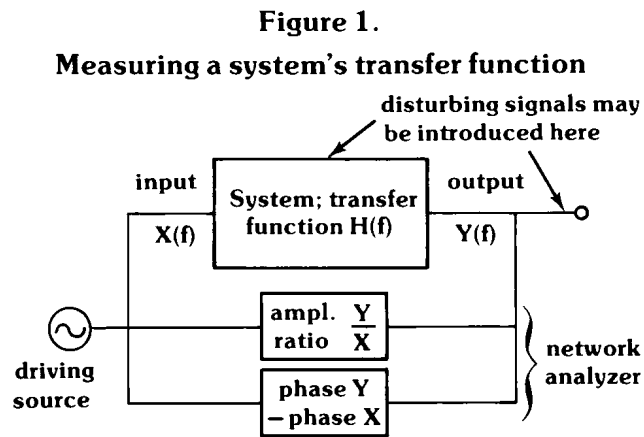 Figure 1.
Measuring a system's transfer function
disturbing signals may
be introduced here
input
output
System; transfer
function H(f)
X(f)
Y(f)
ampl. Y
ratio X
driving
source
phase Y
– phase X
network
analyzer